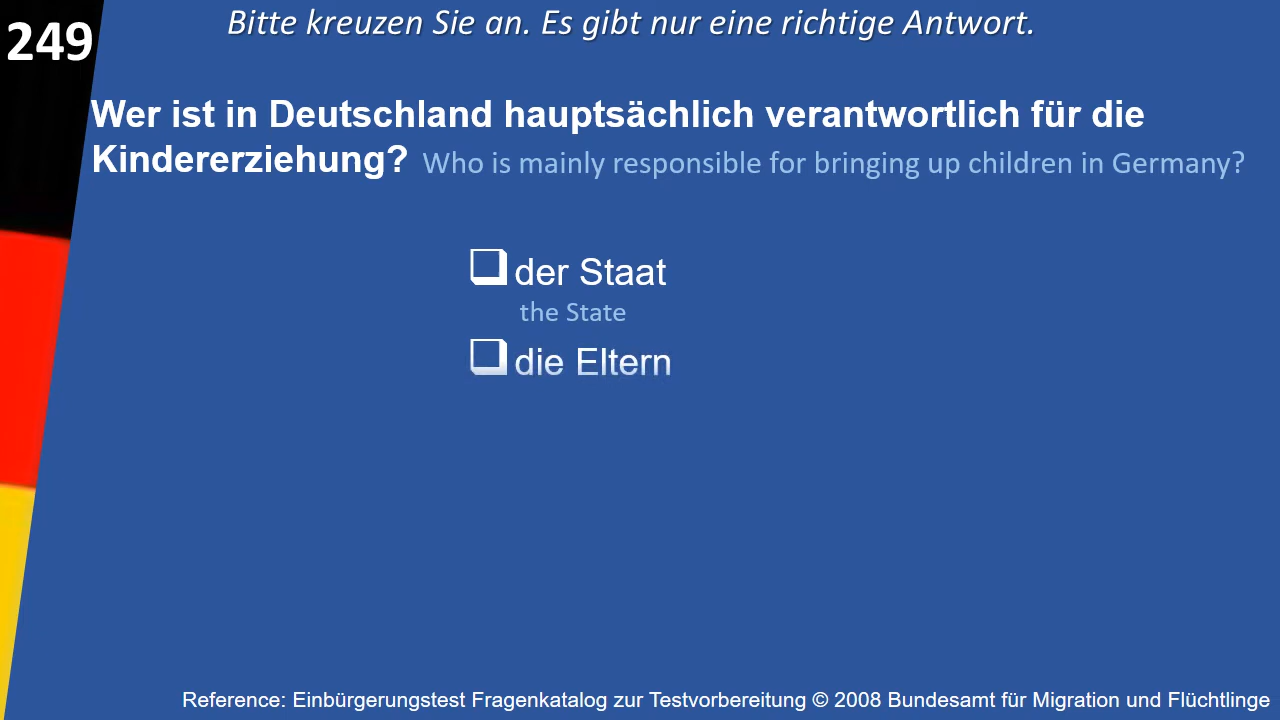 249
Bitte kreuzen Sie an. Es gibt nur eine richtige Antwort.
Wer ist in Deutschland hauptsächlich verantwortlich für die
Kindererziehung? Who is mainly responsible for bringing up children in Germany?
der Staat
the State
die Eltern
Reference: Einbürgerungstest Fragenkatalog zur Testvorbereitung © 2008 Bundesamt für Migration und Flüchtlinge